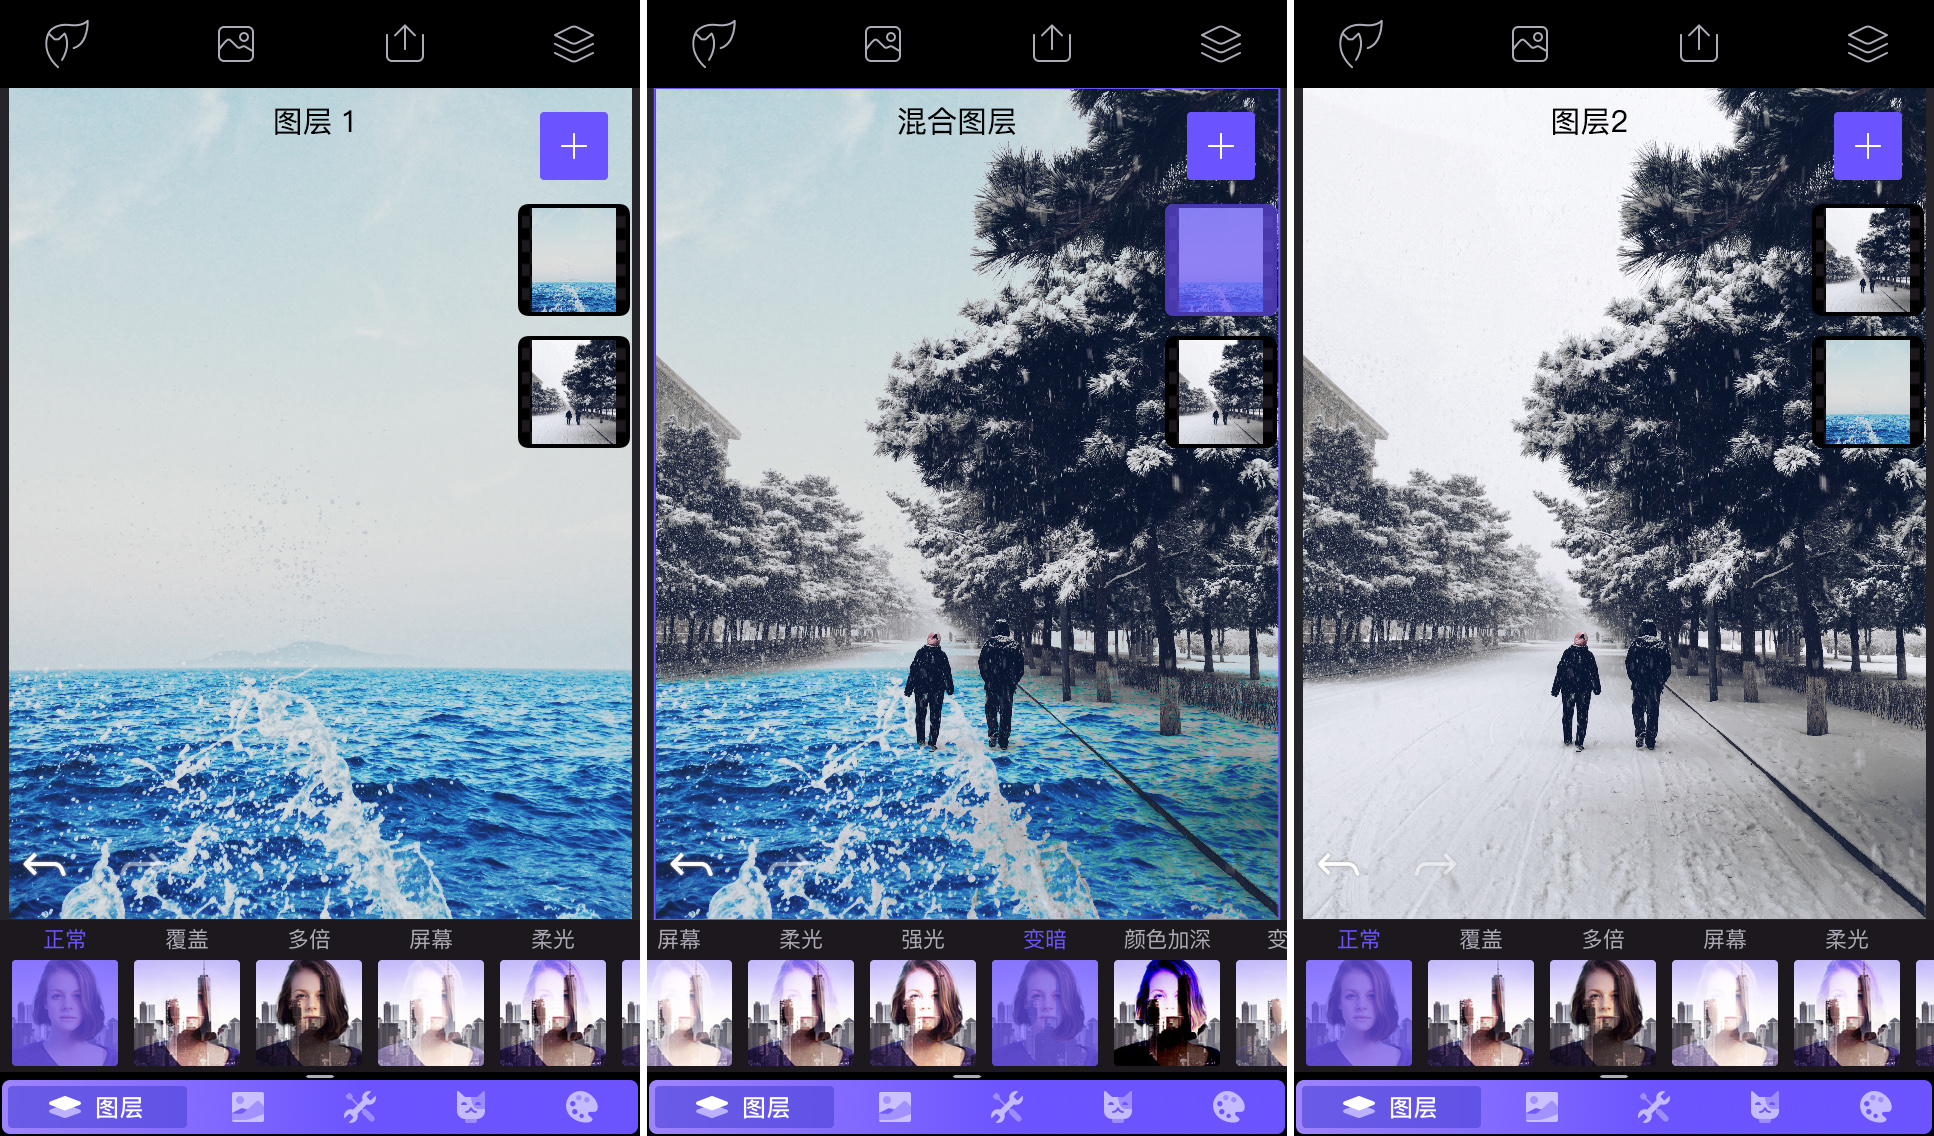 图层 1
正常 覆盖 多倍 屏幕 柔光
图层
混合图层
屏幕 柔光 强光 变暗 颜色加深 变
图层
图层2
正常 覆盖 多倍 屏幕 柔光
图层